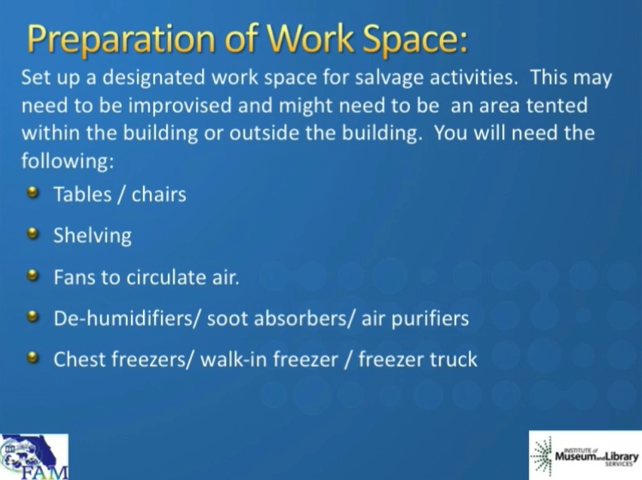 Preparation of Work Space:
Set up a designated work space for salvage activities.  This may
need to be improvised and might need to be  an area tented
within the building or outside the building.  You will need the
following:
Tables / chairs
Shelving
Fans to circulate air.
De-humidifiers/ soot absorbers/ air purifiers
Chest freezers/ walk-in freezer / freezer truck
FAM
INSTITUTE of
MuseumandLibrary
SERVICES